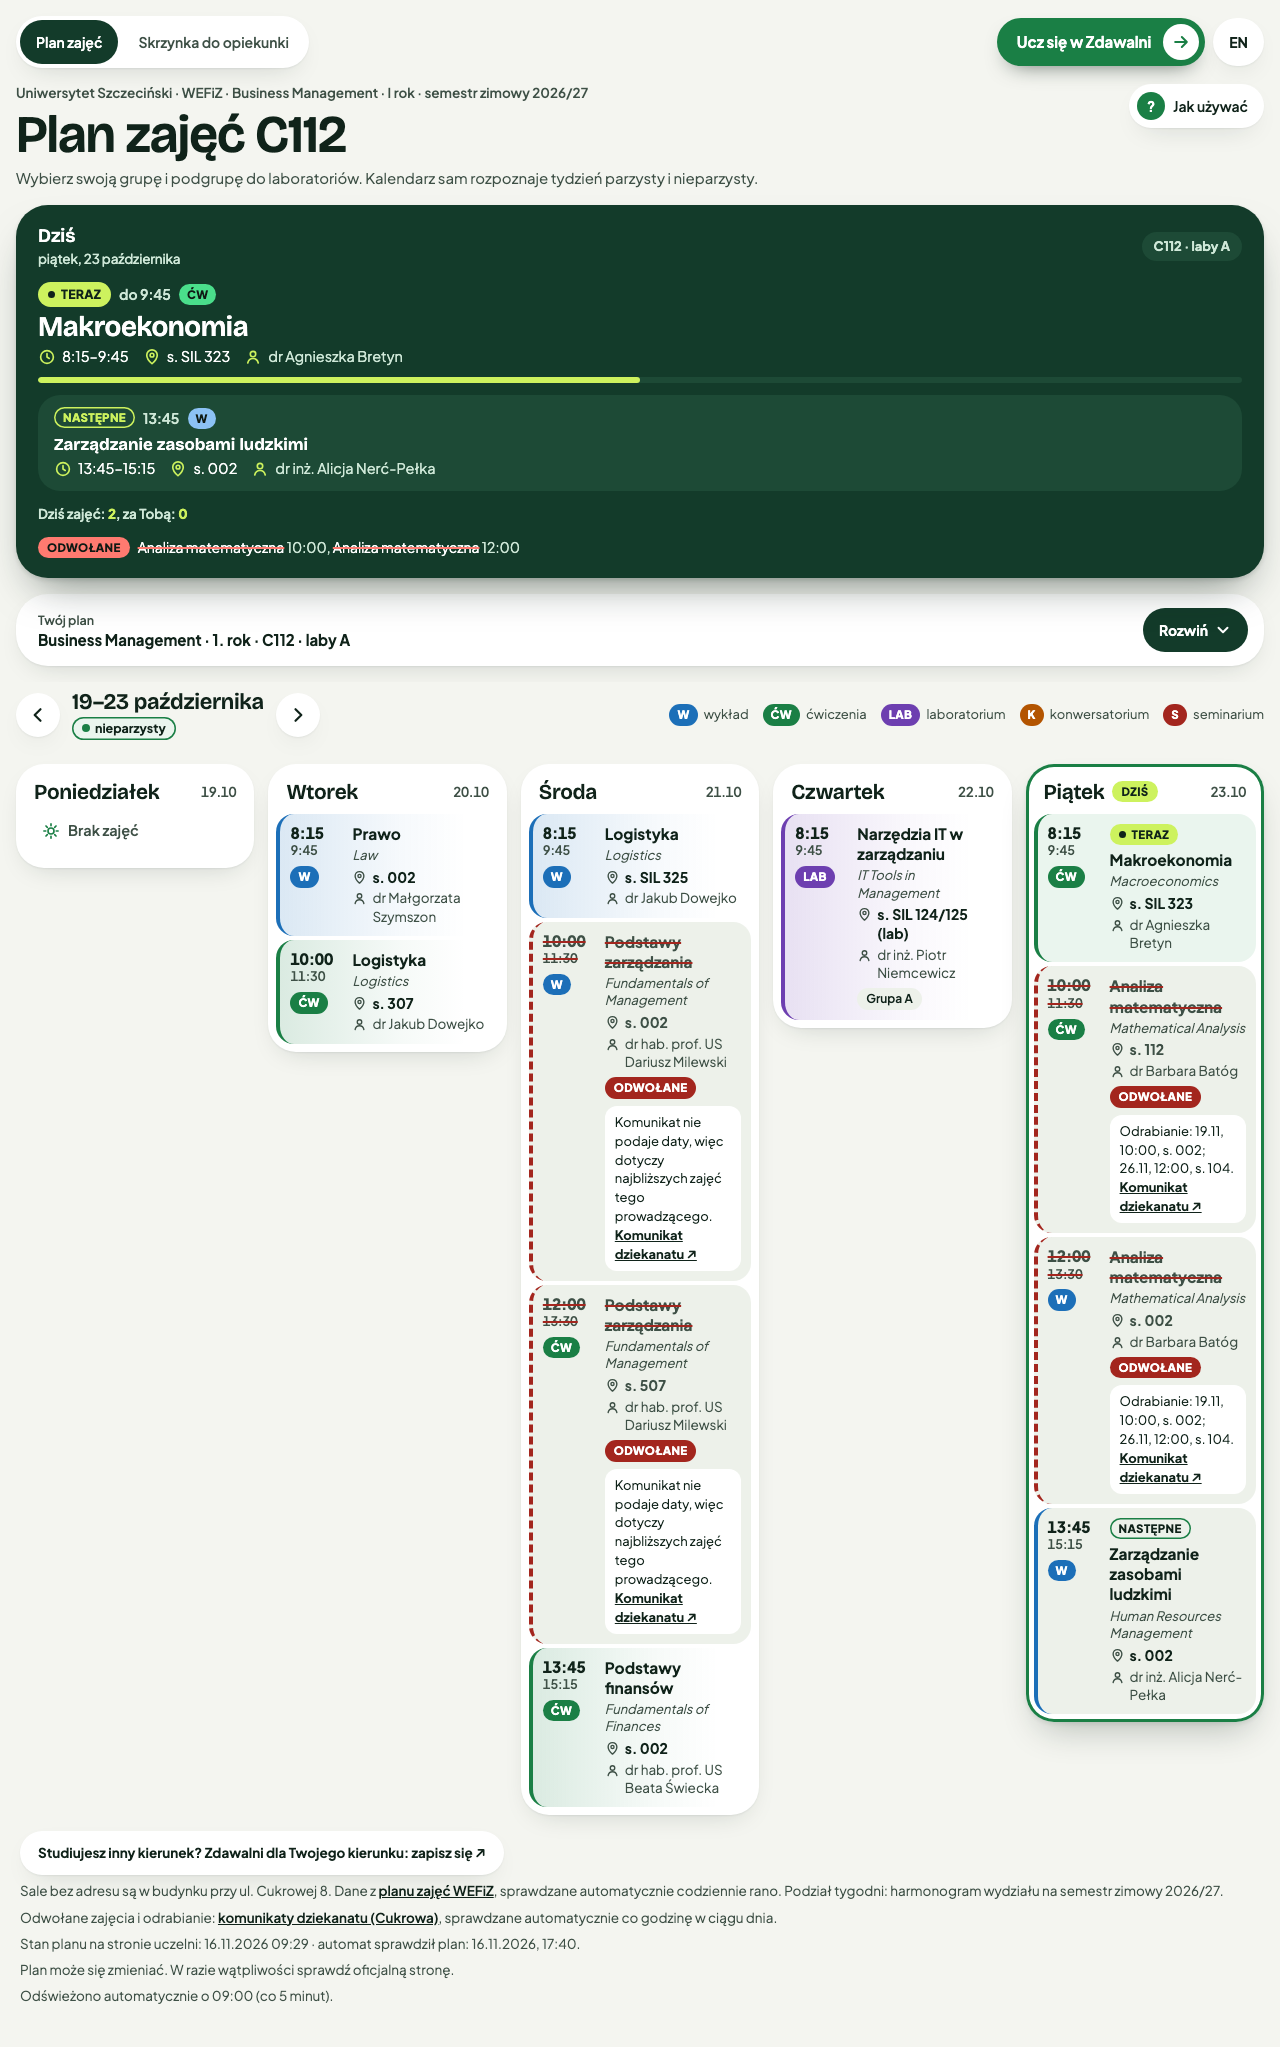 Plan zajęć
Skrzynka do opiekunki
Ucz się w Zdawalni
EN
Uniwersytet Szczeciński · WEFiZ · Business Management · I rok · semestr zimowy 2026/27
Plan zajęć C112
? Jak używać
Wybierz swoją grupę i podgrupę do laboratoriów. Kalendarz sam rozpoznaje tydzień parzysty i nieparzysty.
Dziś
piątek, 23 października
C112 · laby A
TERAZ do 9:45 ĆW
Makroekonomia
8:15–9:45 s. SIL 323 dr Agnieszka Bretyn
NASTĘPNE 13:45 W
Zarządzanie zasobami ludzkimi
13:45–15:15 s. 002 dr inż. Alicja Nerć-Pełka
Dziś zajęć: 2, za Tobą: 0
ODWOŁANE Analiza matematyczna 10:00, Analiza matematyczna 12:00
Twój plan
Business Management · 1. rok · C112 · laby A
Rozwiń
19–23 października
nieparzysty
W wykład ĆW ćwiczenia LAB laboratorium K konwersatorium S seminarium
Poniedziałek 19.10
Brak zajęć
Wtorek 20.10
8:15
9:45
W
Prawo
Law
s. 002
dr Małgorzata
Szymszon
10:00
11:30
ĆW
Logistyka
Logistics
s. 307
dr Jakub Dowejko
Środa 21.10
8:15
9:45
W
Logistyka
Logistics
s. SIL 325
dr Jakub Dowejko
10:00
11:30
W
Podstawy
zarządzania
Fundamentals of
Management
s. 002
dr hab. prof. US
Dariusz Milewski
ODWOŁANE
Komunikat nie
podaje daty, więc
dotyczy
najbliższych zajęć
tego
prowadzącego.
Komunikat
dziekanatu ↗
12:00
13:30
ĆW
Podstawy
zarządzania
Fundamentals of
Management
s. 507
dr hab. prof. US
Dariusz Milewski
ODWOŁANE
Komunikat nie
podaje daty, więc
dotyczy
najbliższych zajęć
tego
prowadzącego.
Komunikat
dziekanatu ↗
13:45
15:15
ĆW
Podstawy
finansów
Fundamentals of
Finances
s. 002
dr hab. prof. US
Beata Świecka
Czwartek 22.10
8:15
9:45
LAB
Narzędzia IT w
zarządzaniu
IT Tools in
Management
s. SIL 124/125
(lab)
dr inż. Piotr
Niemcewicz
Grupa A
Piątek DZIŚ 23.10
8:15
9:45
ĆW
TERAZ
Makroekonomia
Macroeconomics
s. SIL 323
dr Agnieszka
Bretyn
10:00
11:30
ĆW
Analiza
matematyczna
Mathematical Analysis
s. 112
dr Barbara Batóg
ODWOŁANE
Odrabianie: 19.11,
10:00, s. 002;
26.11, 12:00, s. 104.
Komunikat
dziekanatu ↗
12:00
13:30
W
Analiza
matematyczna
Mathematical Analysis
s. 002
dr Barbara Batóg
ODWOŁANE
Odrabianie: 19.11,
10:00, s. 002;
26.11, 12:00, s. 104.
Komunikat
dziekanatu ↗
13:45
15:15
W
NASTĘPNE
Zarządzanie
zasobami
ludzkimi
Human Resources
Management
s. 002
dr inż. Alicja Nerć-
Pełka
Studiujesz inny kierunek? Zdawalni dla Twojego kierunku: zapisz się ↗
Sale bez adresu są w budynku przy ul. Cukrowej 8. Dane z planu zajęć WEFiZ, sprawdzane automatycznie codziennie rano. Podział tygodni: harmonogram wydziału na semestr zimowy 2026/27.
Odwołane zajęcia i odrabianie: komunikaty dziekanatu (Cukrowa), sprawdzane automatycznie co godzinę w ciągu dnia.
Stan planu na stronie uczelni: 16.11.2026 09:29 · automat sprawdził plan: 16.11.2026, 17:40.
Plan może się zmieniać. W razie wątpliwości sprawdź oficjalną stronę.
Odświeżono automatycznie o 09:00 (co 5 minut).